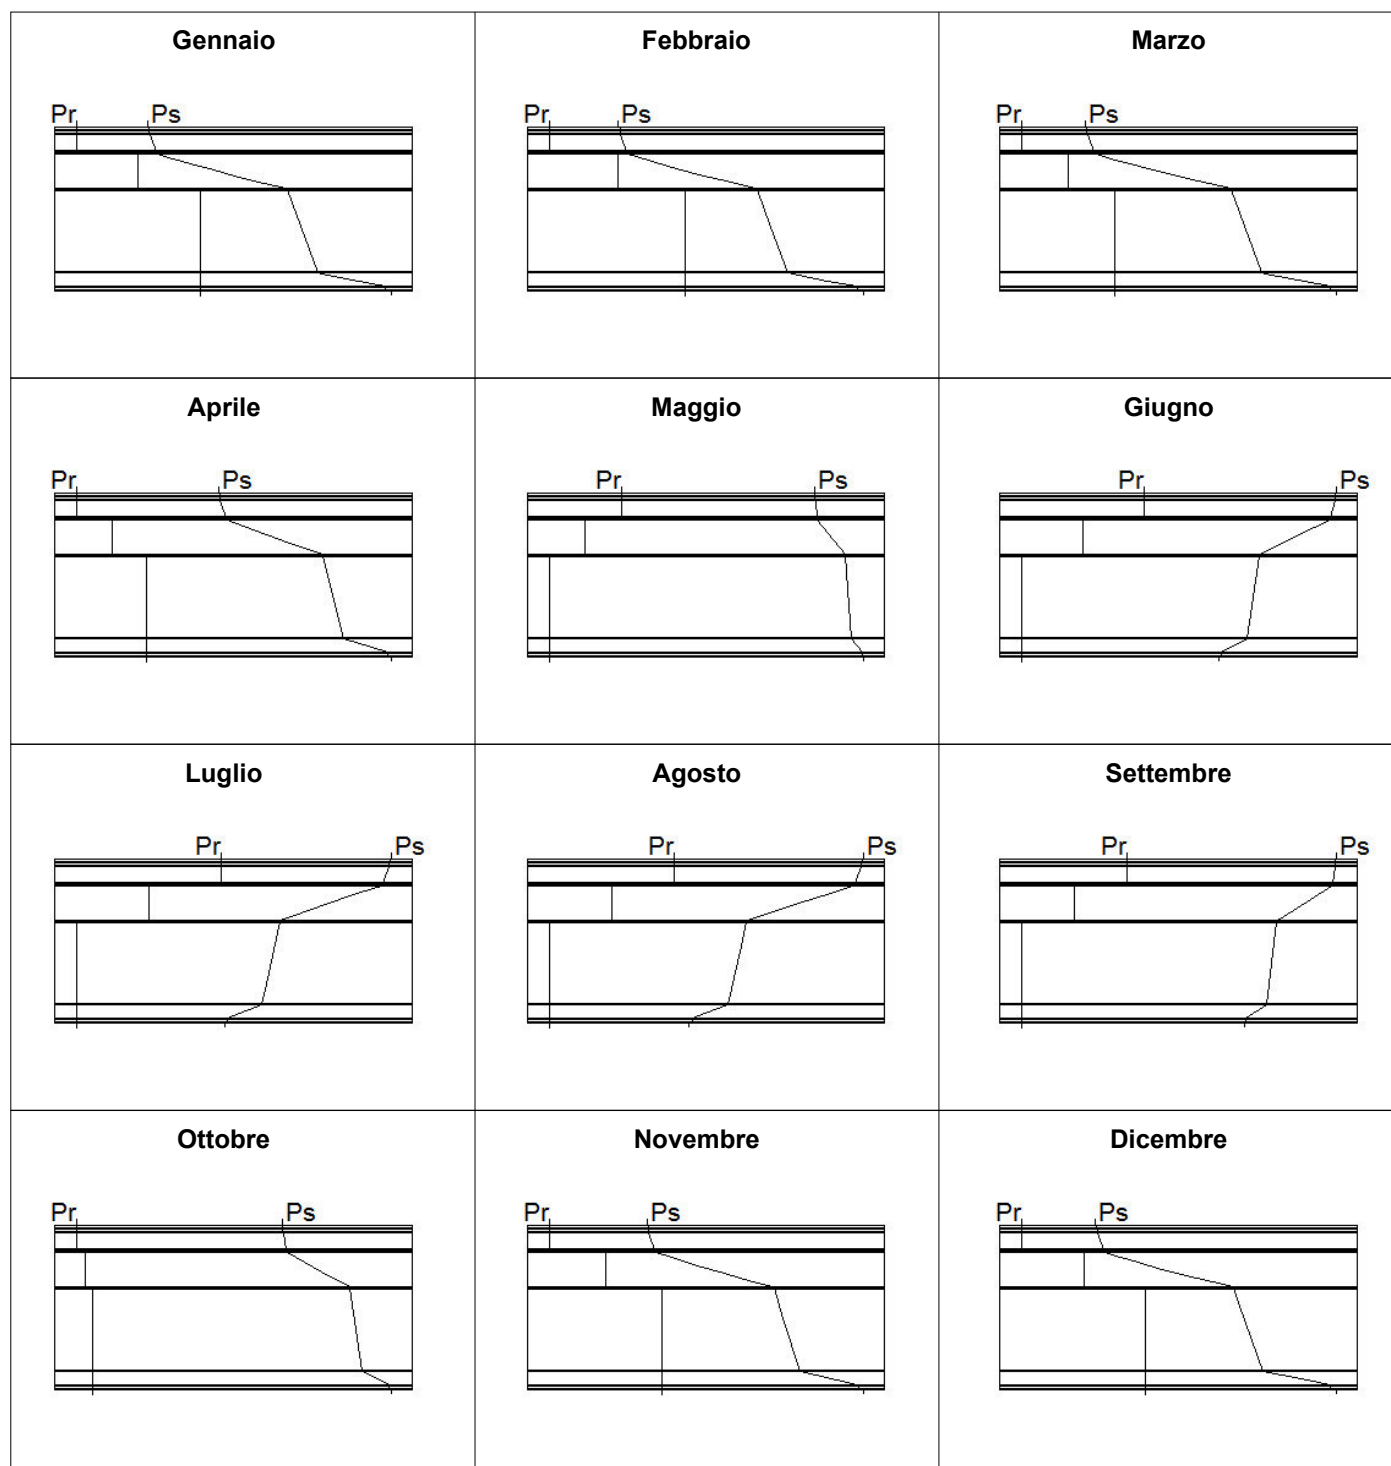 Gennaio Febbraio Marzo
Pr Ps Pr Ps Pr Ps
Aprile Maggio Giugno
Pr Ps Pr Ps Pr Ps
Luglio Agosto Settembre
Pr Ps Pr Ps Pr Ps
Ottobre Novembre Dicembre
Pr Ps Pr Ps Pr Ps